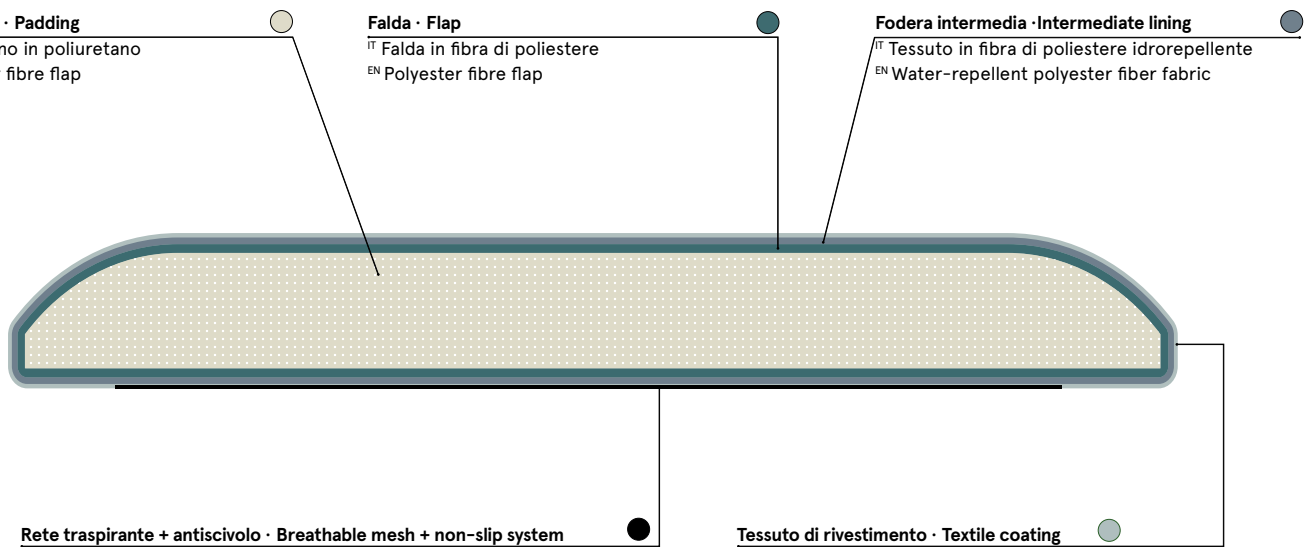 · Padding
no in poliuretano
fibre flap
Falda · Flap
IT Falda in fibra di poliestere
EN Polyester fibre flap
Fodera intermedia ·Intermediate lining
IT Tessuto in fibra di poliestere idrorepellente
EN Water-repellent polyester fiber fabric
Rete traspirante + antiscivolo · Breathable mesh + non-slip system
Tessuto di rivestimento · Textile coating